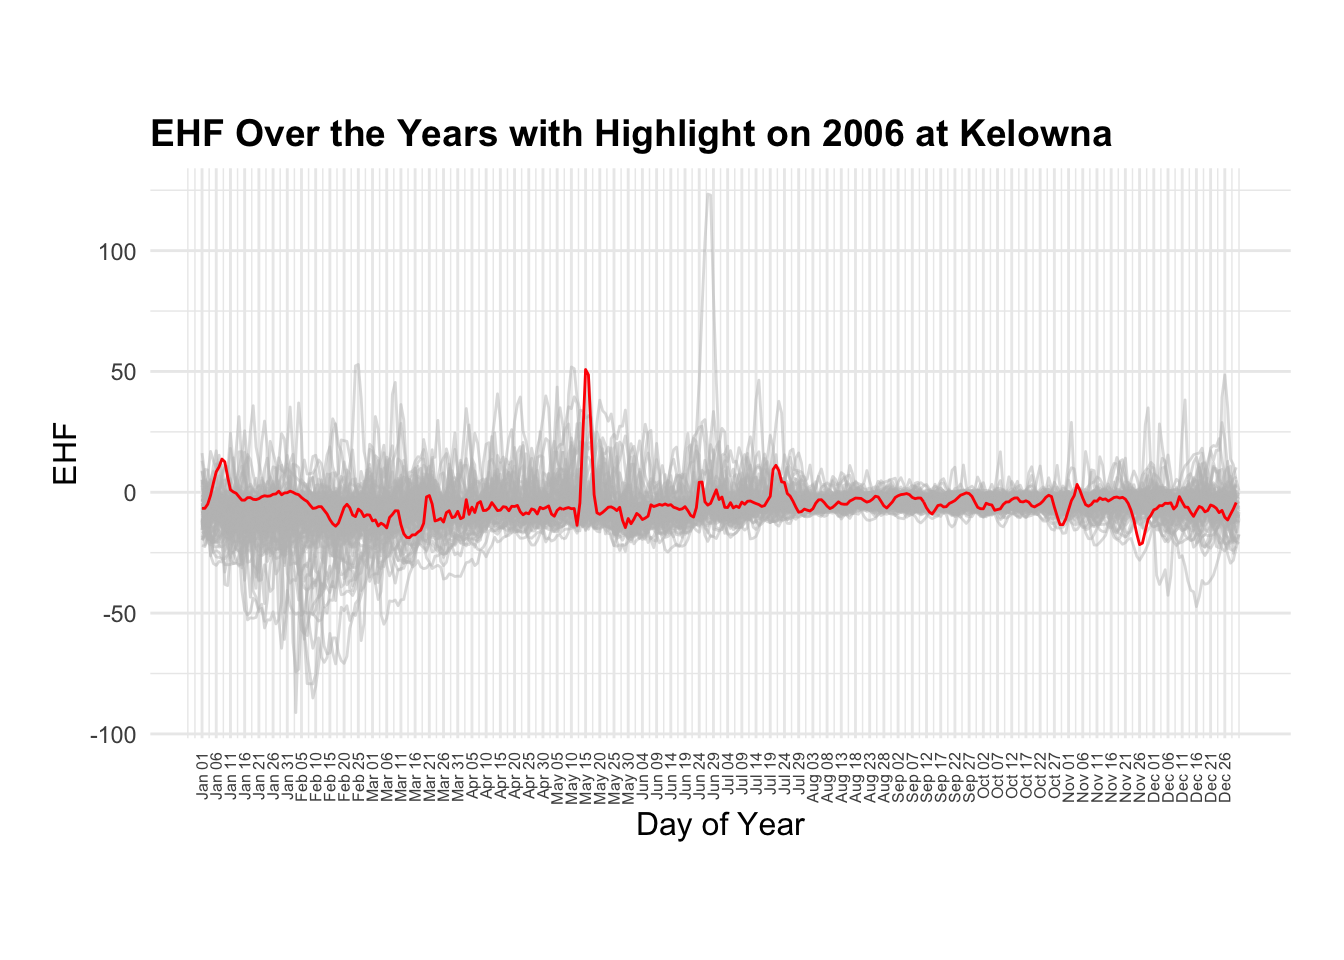 EHF Over the Years with Highlight on 2006 at Kelowna
EHF
100
50
0
-50
-100
Jan 01
Jan 06
Jan 11
Jan 16
Jan 21
Jan 26
Jan 31
Feb 05
Feb 10
Feb 15
Feb 20
Feb 25
Mar 01
Mar 06
Mar 11
Mar 16
Mar 21
Mar 26
Mar 31
Apr 05
Apr 10
Apr 15
Apr 20
Apr 25
Apr 30
May 05
May 10
May 15
May 20
May 25
May 30
Jun 04
Jun 09
Jun 14
Jun 19
Jun 24
Jun 29
Jul 04
Jul 09
Jul 14
Jul 19
Jul 24
Jul 29
Aug 03
Aug 08
Aug 13
Aug 18
Aug 23
Aug 28
Sep 02
Sep 07
Sep 12
Sep 17
Sep 22
Sep 27
Oct 02
Oct 07
Oct 12
Oct 17
Oct 22
Oct 27
Nov 01
Nov 06
Nov 11
Nov 16
Nov 21
Nov 26
Dec 01
Dec 06
Dec 11
Dec 16
Dec 21
Dec 26
Day of Year